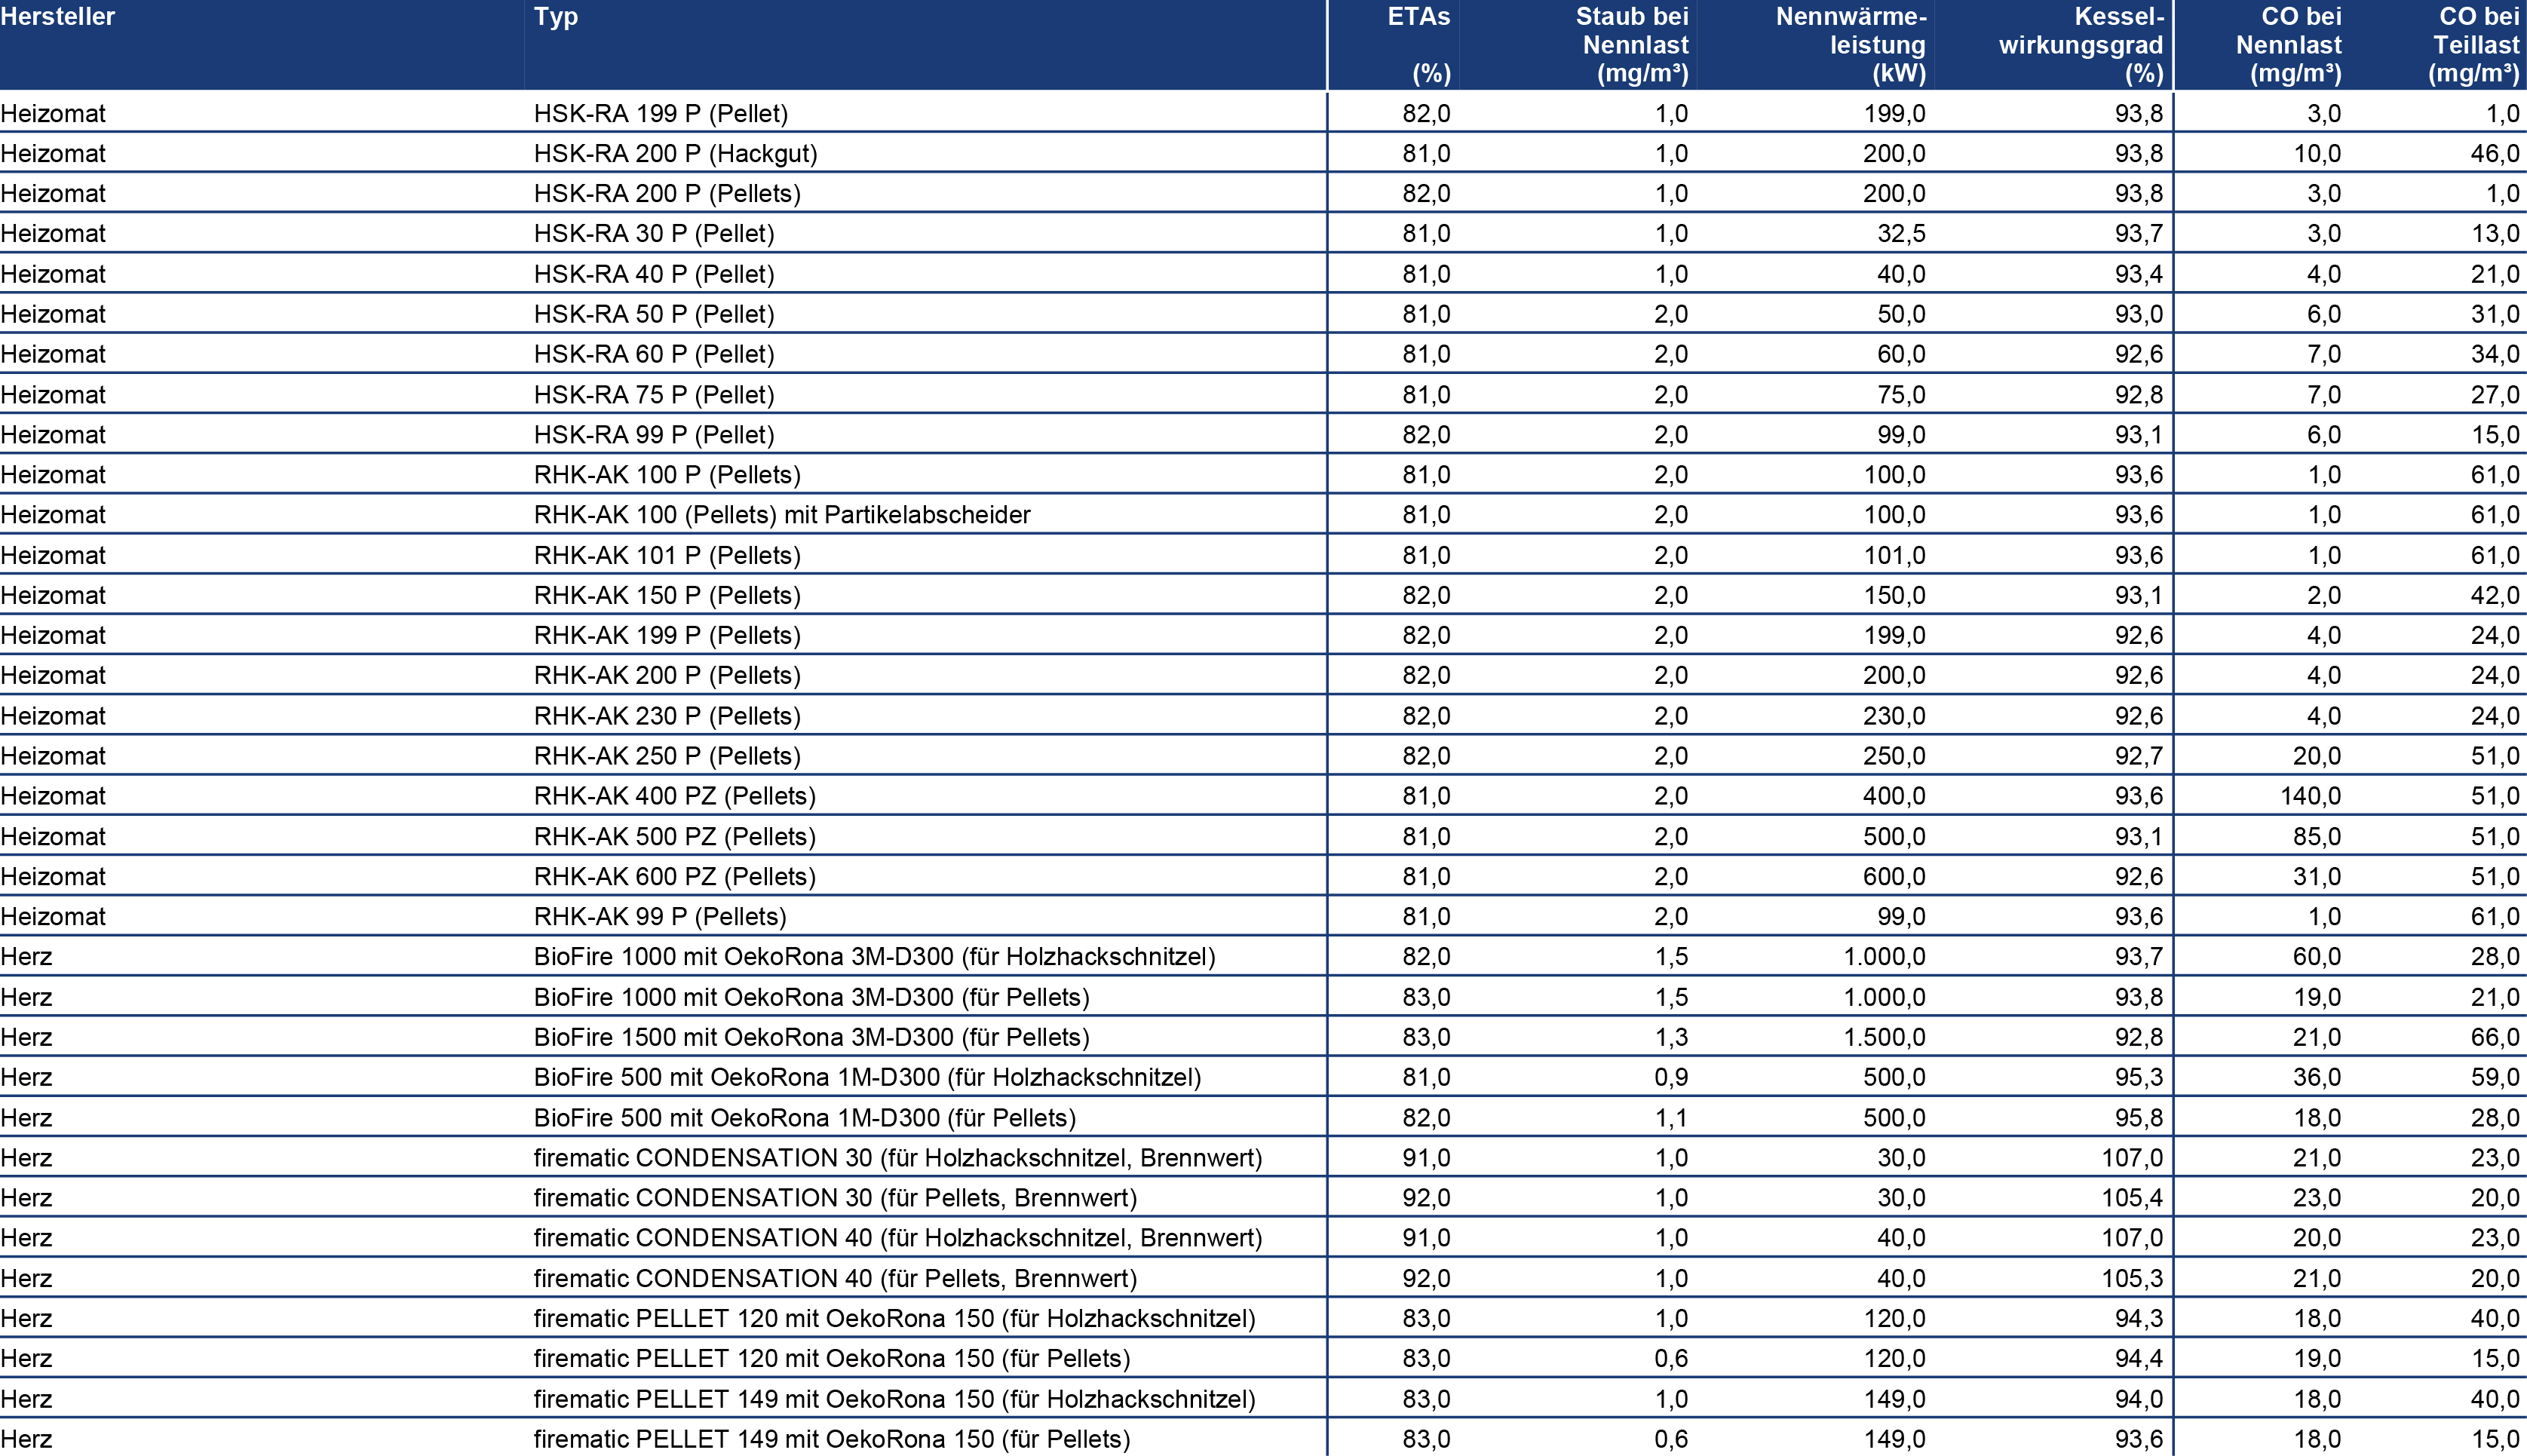 Hersteller Typ ETAs (%) Staub bei Nennlast (mg/m³) Nennwärme-leistung (kW) Kessel-wirkungsgrad (%) CO bei Nennlast (mg/m³) CO bei Teillast (mg/m³)
Heizomat HSK-RA 199 P (Pellet) 82,0 1,0 199,0 93,8 3,0 1,0
Heizomat HSK-RA 200 P (Hackgut) 81,0 1,0 200,0 93,8 10,0 46,0
Heizomat HSK-RA 200 P (Pellets) 82,0 1,0 200,0 93,8 3,0 1,0
Heizomat HSK-RA 30 P (Pellet) 81,0 1,0 32,5 93,7 3,0 13,0
Heizomat HSK-RA 40 P (Pellet) 81,0 1,0 40,0 93,4 4,0 21,0
Heizomat HSK-RA 50 P (Pellet) 81,0 2,0 50,0 93,0 6,0 31,0
Heizomat HSK-RA 60 P (Pellet) 81,0 2,0 60,0 92,6 7,0 34,0
Heizomat HSK-RA 75 P (Pellet) 81,0 2,0 75,0 92,8 7,0 27,0
Heizomat HSK-RA 99 P (Pellet) 82,0 2,0 99,0 93,1 6,0 15,0
Heizomat RHK-AK 100 P (Pellets) 81,0 2,0 100,0 93,6 1,0 61,0
Heizomat RHK-AK 100 (Pellets) mit Partikelabscheider 81,0 2,0 100,0 93,6 1,0 61,0
Heizomat RHK-AK 101 P (Pellets) 81,0 2,0 101,0 93,6 1,0 61,0
Heizomat RHK-AK 150 P (Pellets) 82,0 2,0 150,0 93,1 2,0 42,0
Heizomat RHK-AK 199 P (Pellets) 82,0 2,0 199,0 92,6 4,0 24,0
Heizomat RHK-AK 200 P (Pellets) 82,0 2,0 200,0 92,6 4,0 24,0
Heizomat RHK-AK 230 P (Pellets) 82,0 2,0 230,0 92,6 4,0 24,0
Heizomat RHK-AK 250 P (Pellets) 82,0 2,0 250,0 92,7 20,0 51,0
Heizomat RHK-AK 400 PZ (Pellets) 81,0 2,0 400,0 93,6 140,0 51,0
Heizomat RHK-AK 500 PZ (Pellets) 81,0 2,0 500,0 93,1 85,0 51,0
Heizomat RHK-AK 600 PZ (Pellets) 81,0 2,0 600,0 92,6 31,0 51,0
Heizomat RHK-AK 99 P (Pellets) 81,0 2,0 99,0 93,6 1,0 61,0
Herz BioFire 1000 mit OekoRona 3M-D300 (für Holzhackschnitzel) 82,0 1,5 1.000,0 93,7 60,0 28,0
Herz BioFire 1000 mit OekoRona 3M-D300 (für Pellets) 83,0 1,5 1.000,0 93,8 19,0 21,0
Herz BioFire 1500 mit OekoRona 3M-D300 (für Pellets) 83,0 1,3 1.500,0 92,8 21,0 66,0
Herz BioFire 500 mit OekoRona 1M-D300 (für Holzhackschnitzel) 81,0 0,9 500,0 95,3 36,0 59,0
Herz BioFire 500 mit OekoRona 1M-D300 (für Pellets) 82,0 1,1 500,0 95,8 18,0 28,0
Herz firematic CONDENSATION 30 (für Holzhackschnitzel, Brennwert) 91,0 1,0 30,0 107,0 21,0 23,0
Herz firematic CONDENSATION 30 (für Pellets, Brennwert) 92,0 1,0 30,0 105,4 23,0 20,0
Herz firematic CONDENSATION 40 (für Holzhackschnitzel, Brennwert) 91,0 1,0 40,0 107,0 20,0 23,0
Herz firematic CONDENSATION 40 (für Pellets, Brennwert) 92,0 1,0 40,0 105,3 21,0 20,0
Herz firematic PELLET 120 mit OekoRona 150 (für Holzhackschnitzel) 83,0 1,0 120,0 94,3 18,0 40,0
Herz firematic PELLET 120 mit OekoRona 150 (für Pellets) 83,0 0,6 120,0 94,4 19,0 15,0
Herz firematic PELLET 149 mit OekoRona 150 (für Holzhackschnitzel) 83,0 1,0 149,0 94,0 18,0 40,0
Herz firematic PELLET 149 mit OekoRona 150 (für Pellets) 83,0 0,6 149,0 93,6 18,0 15,0